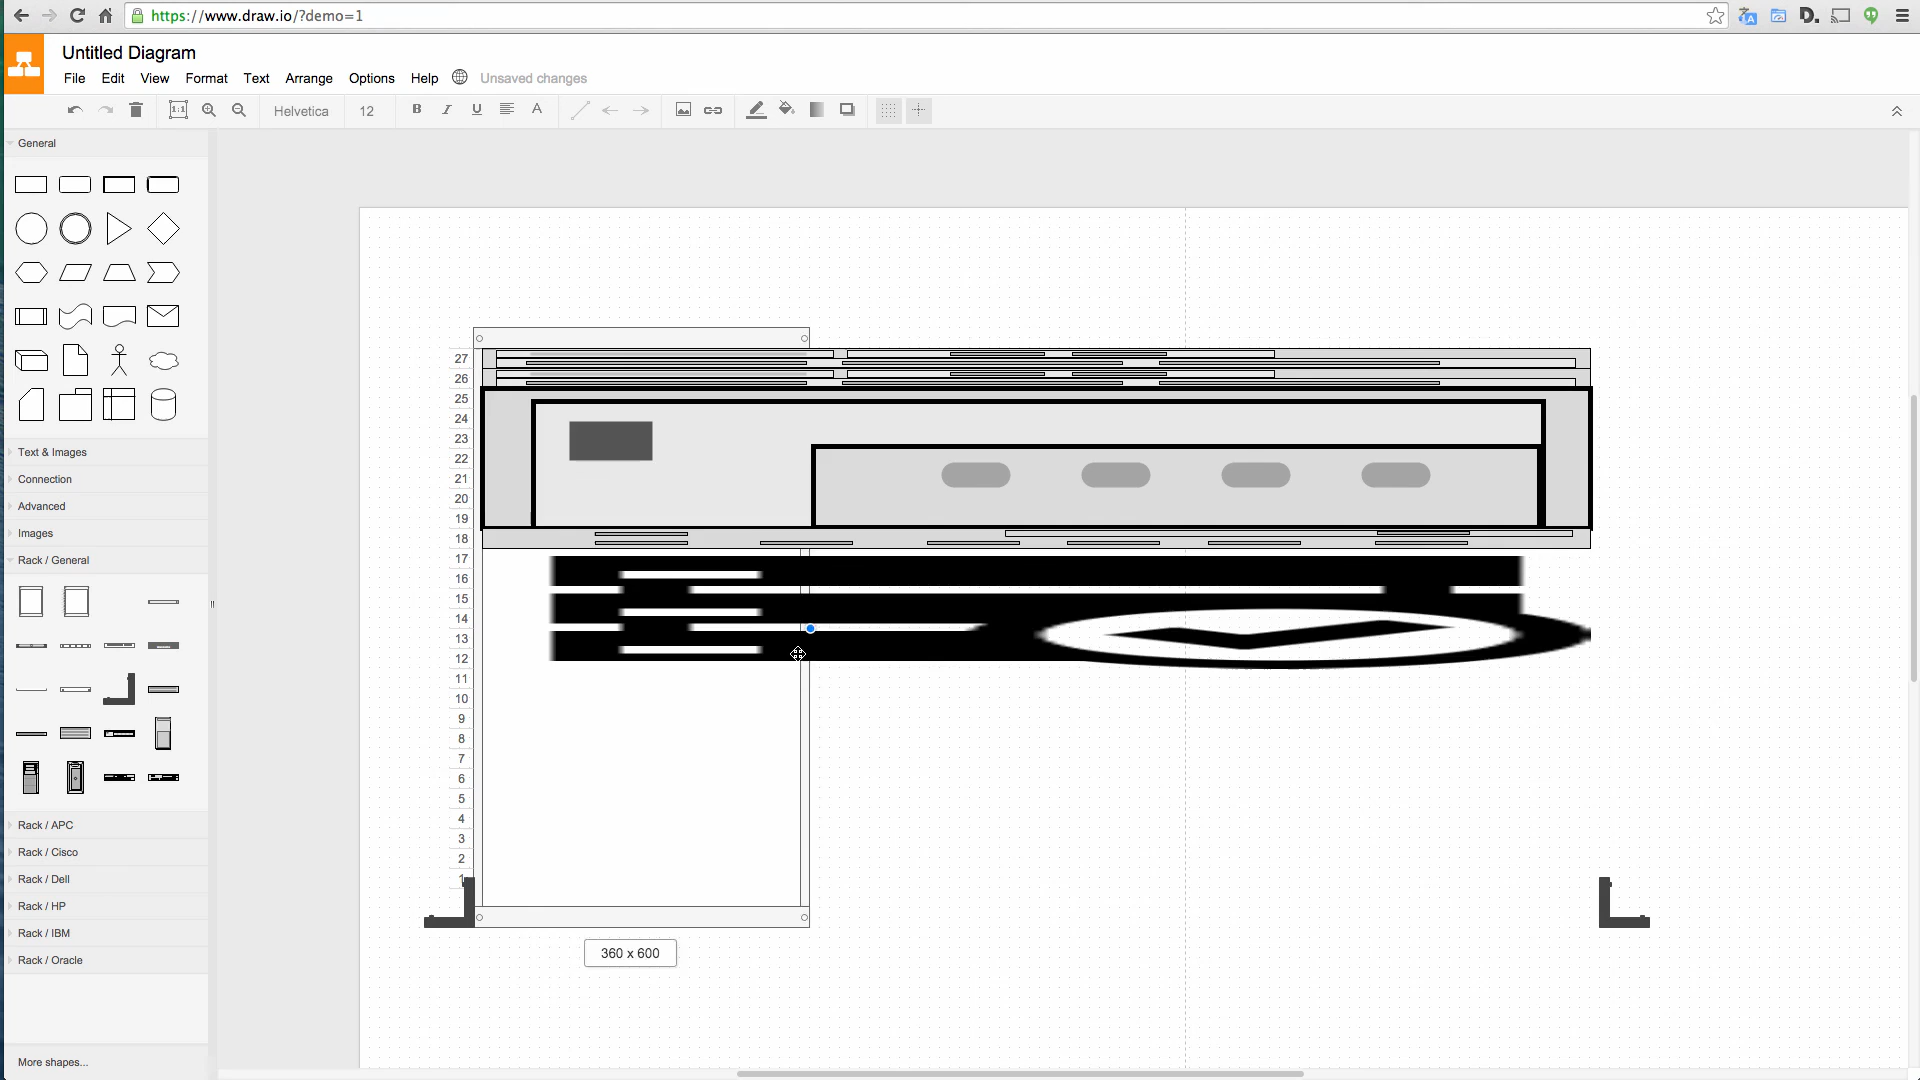 https://www.draw.io/?demo=1
Untitled Diagram
File Edit View Format Text Arrange Options Help Unsaved changes
1:1 Helvetica 12 B I U A
General
Text & Images
Connection
Advanced
Images
Rack / General
Rack / APC
Rack / Cisco
Rack / Dell
Rack / HP
Rack / IBM
Rack / Oracle
More shapes...
27
26
25
24
23
22
21
20
19
18
17
16
15
14
13
12
11
10
9
8
7
6
5
4
3
2
1
360 x 600